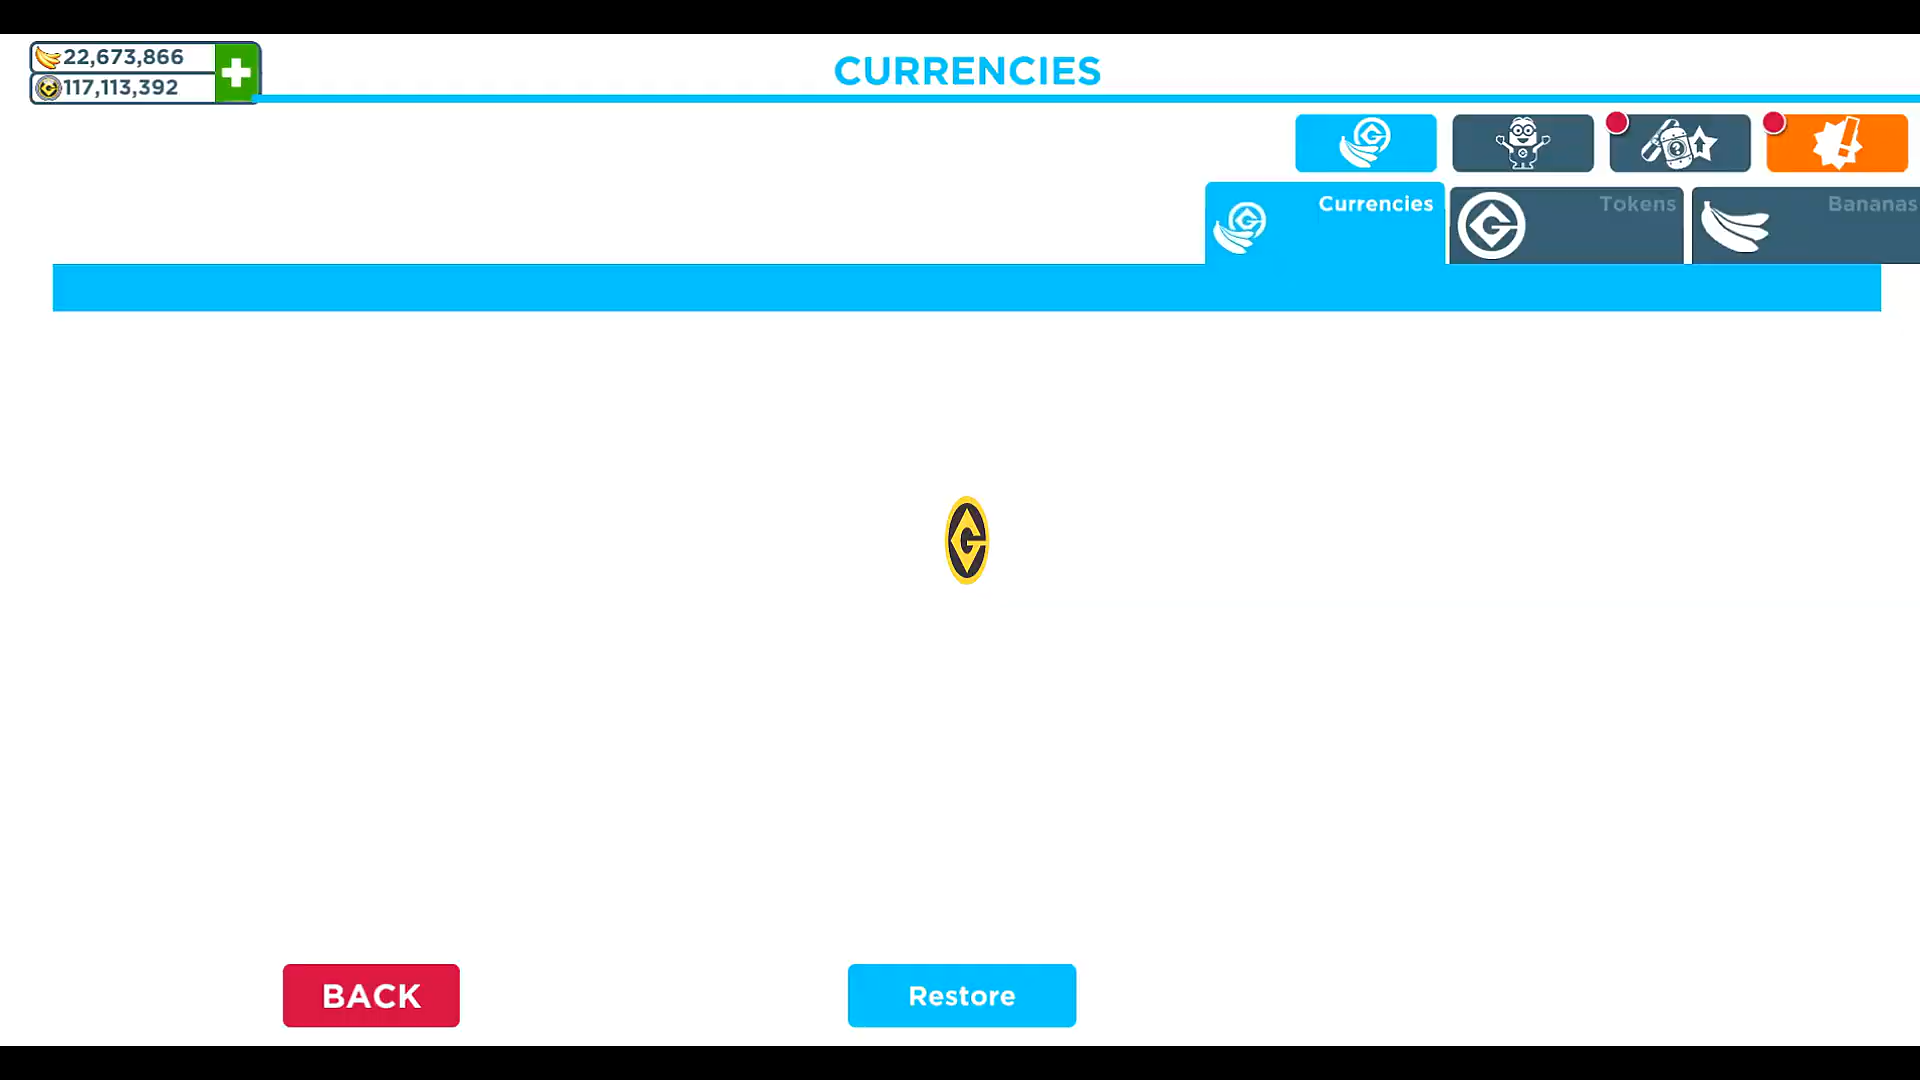 22,673,866
117,113,392
CURRENCIES
Currencies
Tokens
Bananas
BACK
Restore